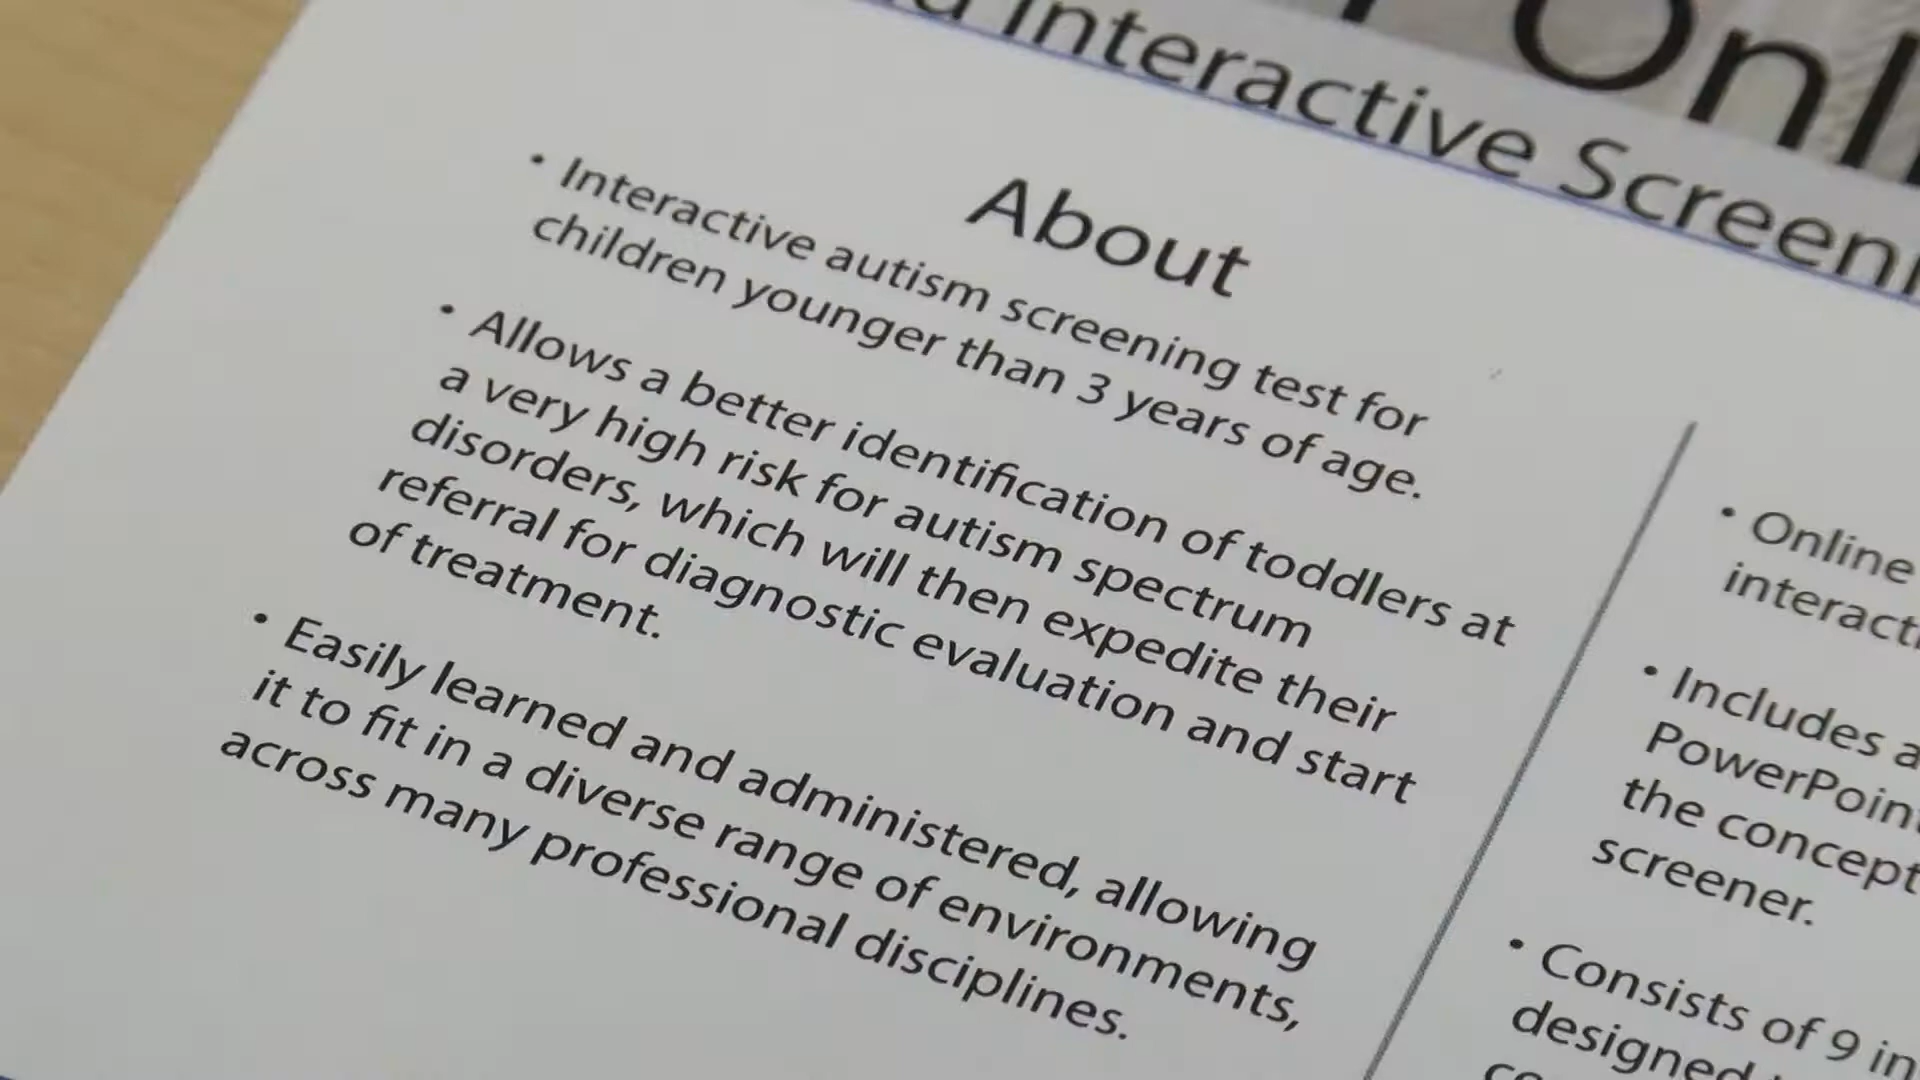 Onl
Interactive Screeni
About
• Interactive autism screening test for
children younger than 3 years of age.
• Allows a better identification of toddlers at
a very high risk for autism spectrum
disorders, which will then expedite their
referral for diagnostic evaluation and start
of treatment.
• Easily learned and administered, allowing
it to fit in a diverse range of environments,
across many professional disciplines.
• Online
interacti
• Includes a
PowerPoint
the concept
screener.
• Consists of 9 in
designed